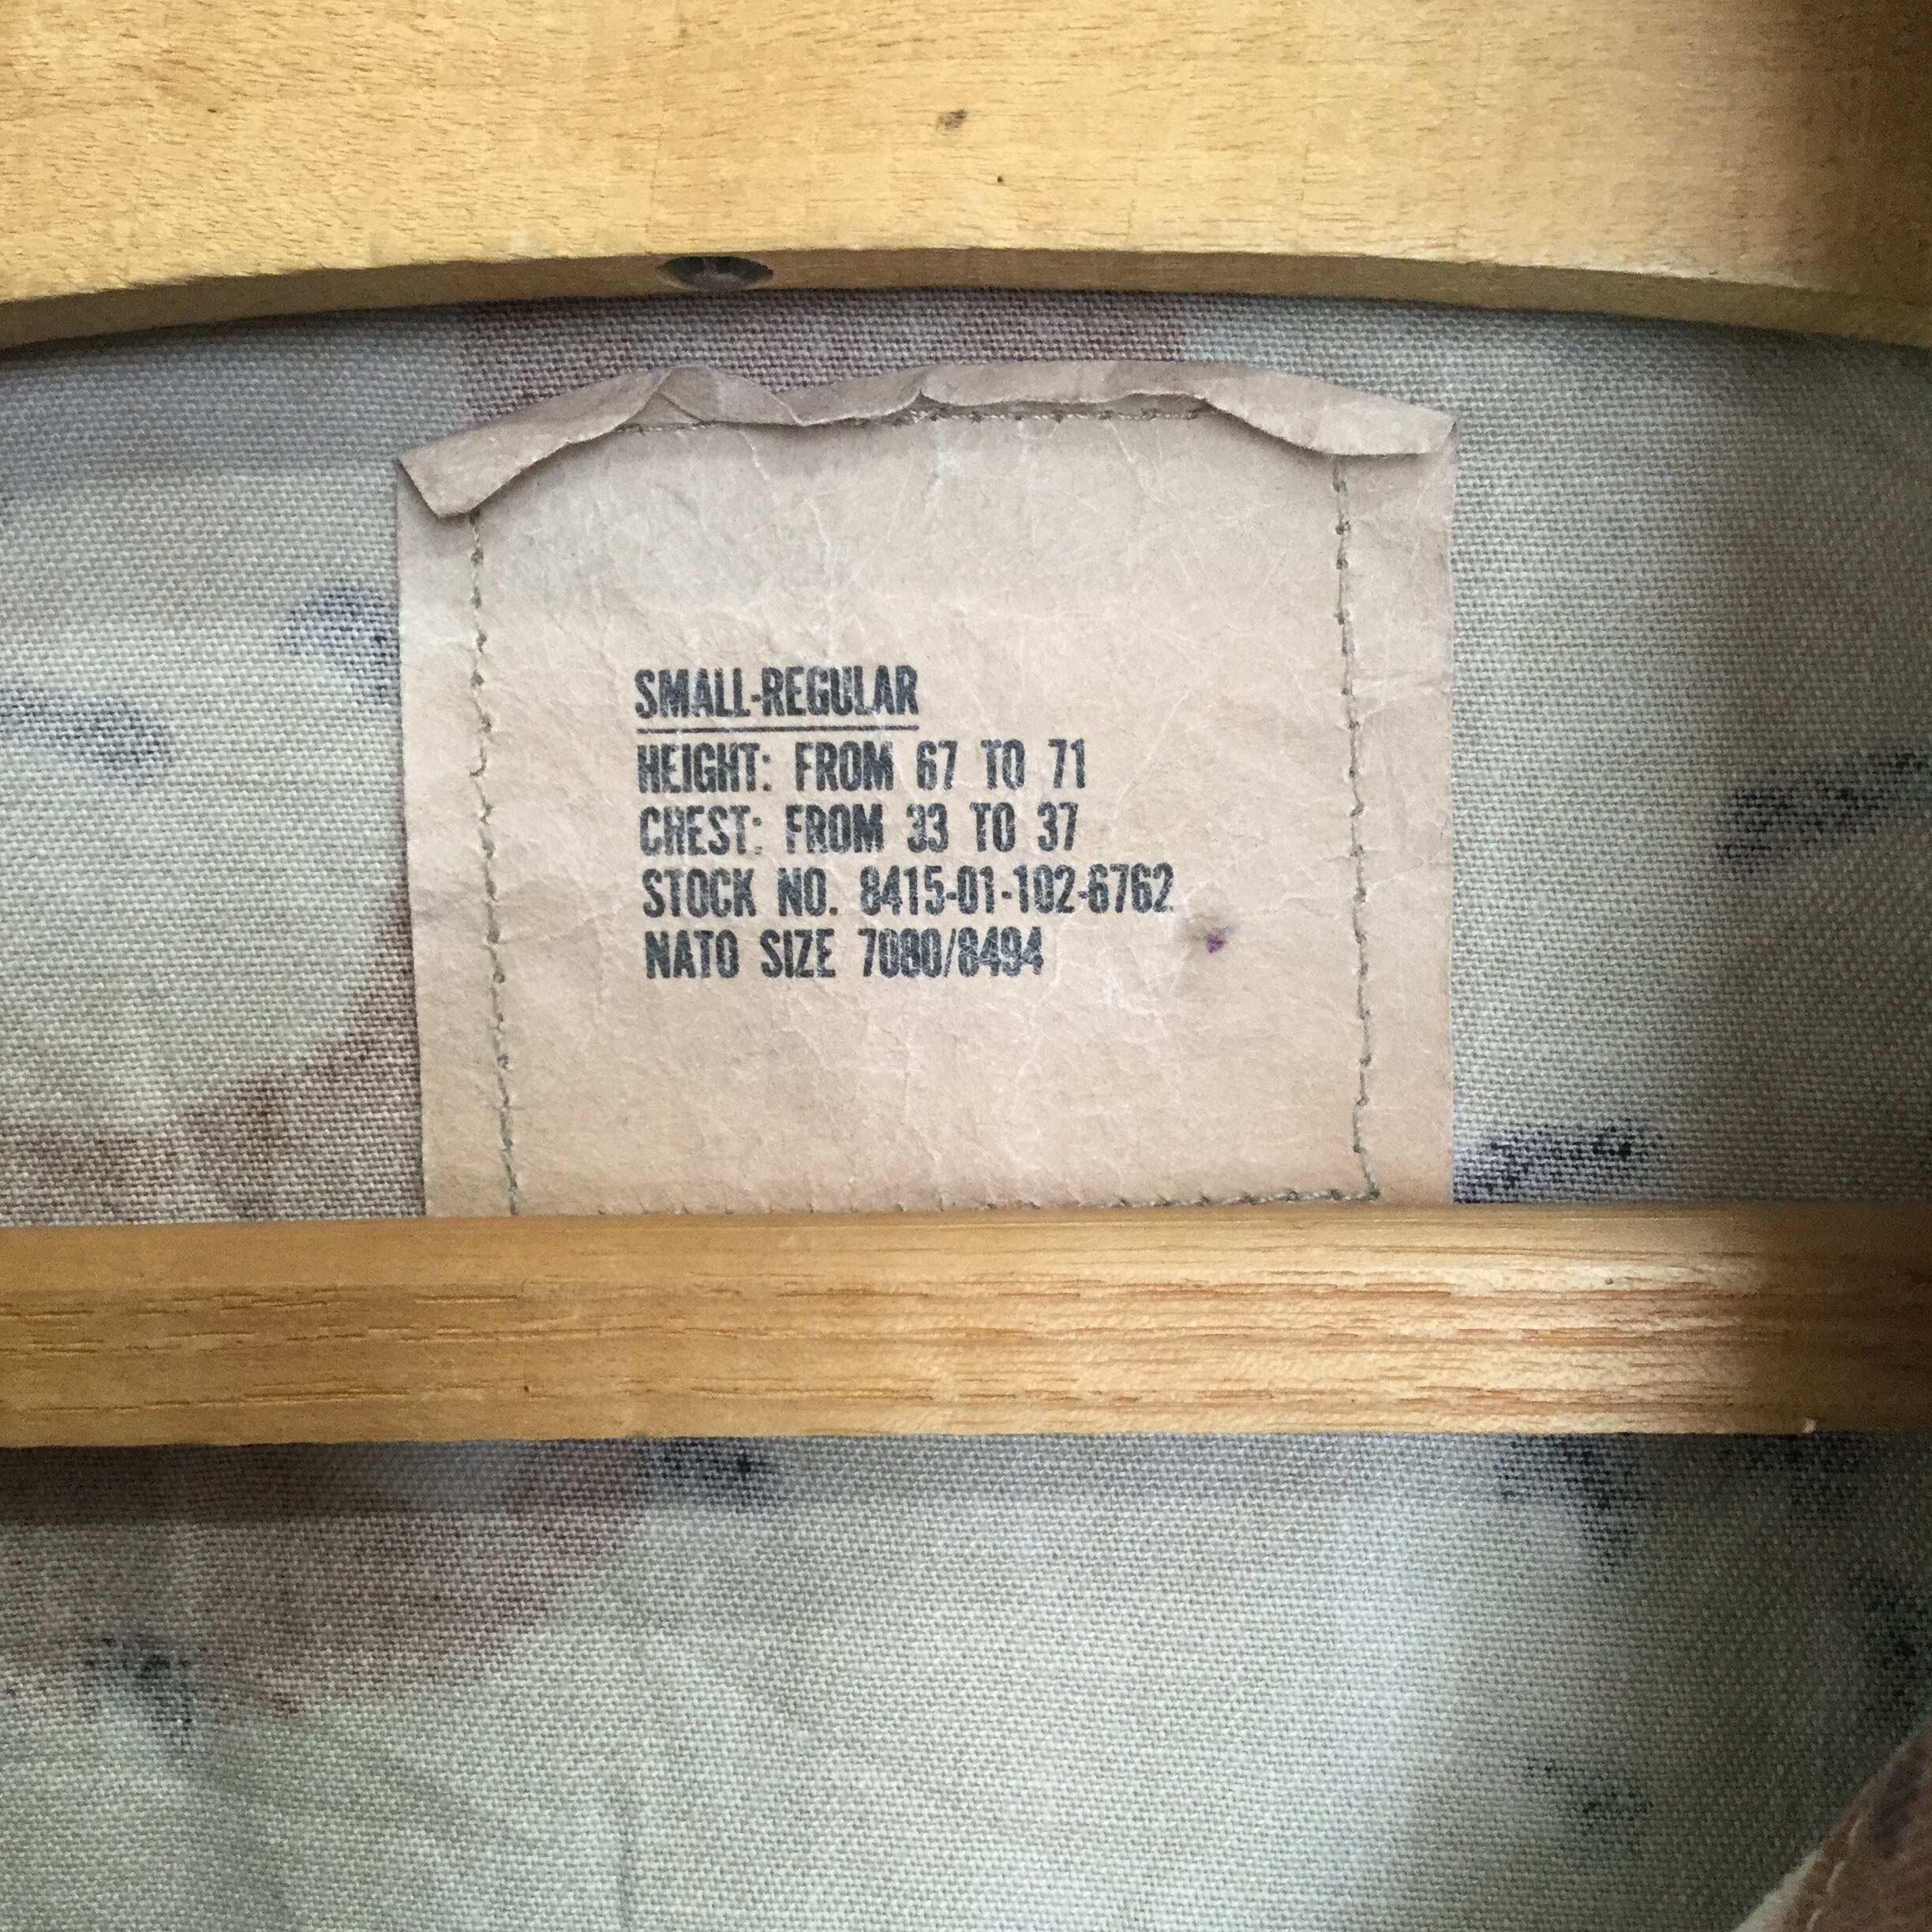 SMALL-REGULAR
HEIGHT: FROM 67 TO 71
CHEST: FROM 33 TO 37
STOCK NO. 8415-01-102-6762
NATO SIZE 7080/8494